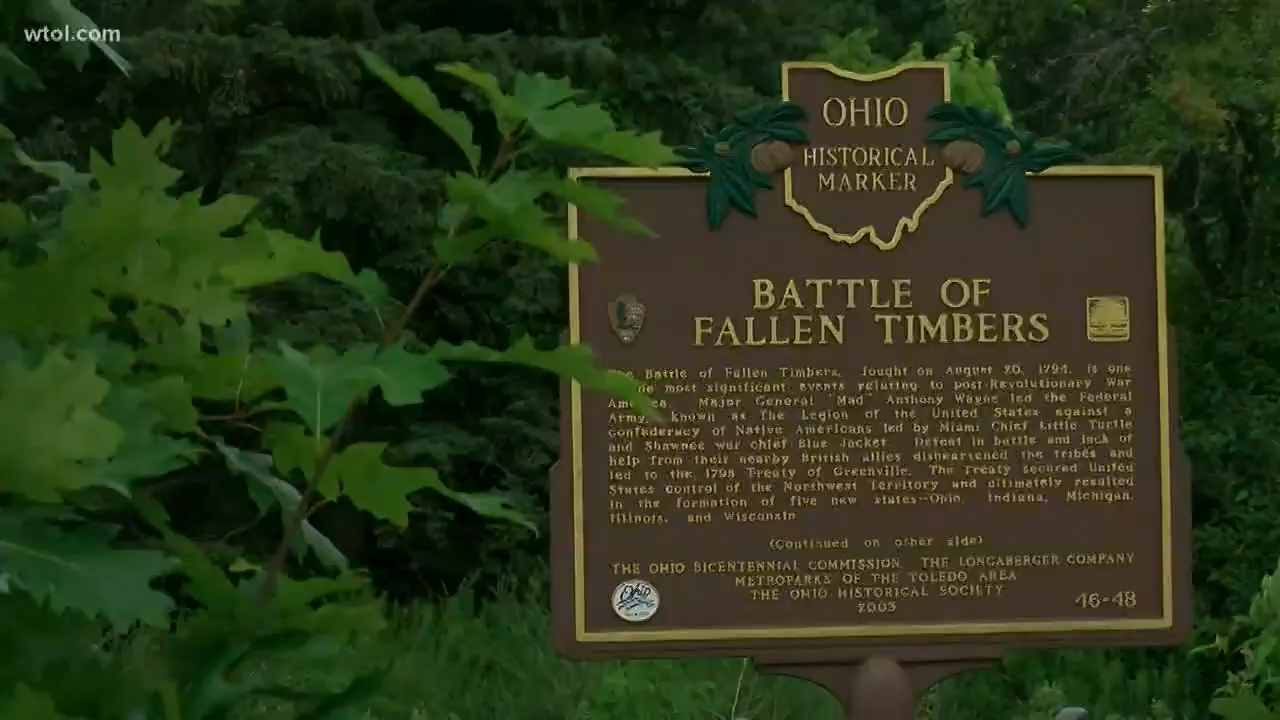 wtol.com
OHIO
HISTORICAL
MARKER
BATTLE OF
FALLEN TIMBERS
Battle of Fallen Timbers, fought on August 20, 1794, is one
most significant events relating to post-Revolutionary War
America. Major General "Mad" Anthony Wayne led the Federal
Army, known as The Legion of the United States against a
Confederacy of Native Americans led by Miami Chief Little Turtle
and Shawnee war chief Blue Jacket. Defeat in battle and lack of
help from their nearby British allies disheartened the tribes and
led to the 1795 Treaty of Greenville. The Treaty secured United
States control of the Northwest Territory and ultimately resulted
in the formation of five new states-Ohio, Indiana, Michigan,
Illinois, and Wisconsin
(Continued on other side)
THE OHIO BICENTENNIAL COMMISSION THE LONGABERGER COMPANY
METROPARKS OF THE TOLEDO AREA
THE OHIO HISTORICAL SOCIETY
2003
46-48
Ohio